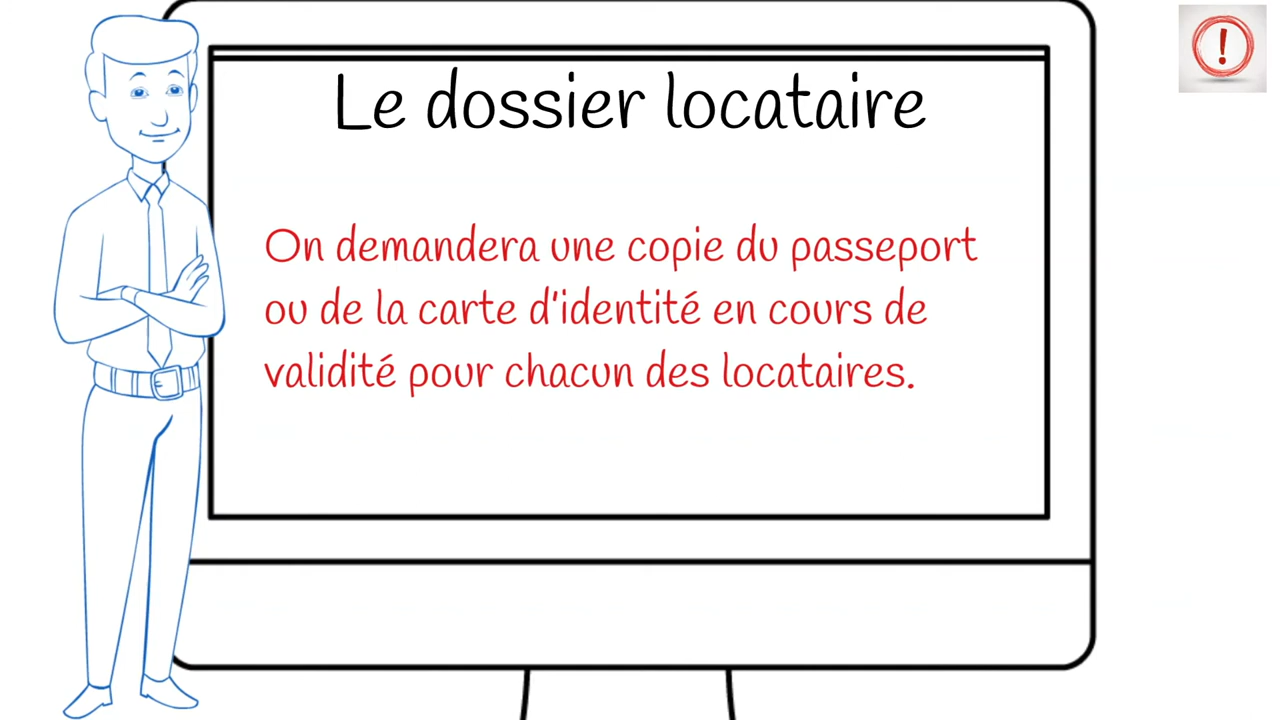 Le dossier locataire
On demandera une copie du passeport
ou de la carte d'identité en cours de
validité pour chacun des locataires.